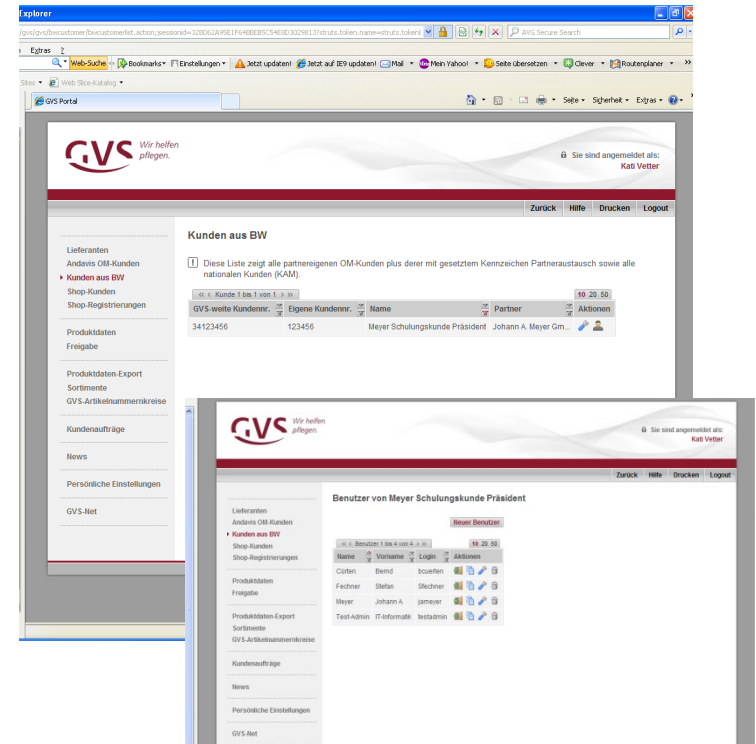 Explorer
/gvs/gvs/bwcustomer/bwcustomerlist.action;jsessionid=328D62A95E1F64BBEB5C54E8D3029813?struts.token.name=struts.token
AVG Secure Search
Extras ?
Web-Suche Bookmarks Einstellungen Jetzt updaten! Jetzt auf IE9 updaten! Mail Mein Yahoo! Seite übersetzen Clever Routenplaner
Sites Web Slice-Katalog
GVS Portal
Seite Sicherheit Extras
GVS Wir helfen
pflegen.
Sie sind angemeldet als:
Kati Vetter
Zurück Hilfe Drucken Logout
Lieferanten
Andavis OM-Kunden
Kunden aus BW
Shop-Kunden
Shop-Registrierungen
Produktdaten
Freigabe
Produktdaten-Export
Sortimente
GVS-Artikelnummernkreise
Kundenaufträge
News
Persönliche Einstellungen
GVS-Net
Kunden aus BW
! Diese Liste zeigt alle partnereigenen OM-Kunden plus derer mit gesetztem Kennzeichen Partneraustausch sowie alle
nationalen Kunden (KAM).
« ‹ Kunde 1 bis 1 von 1 › » 10 20 50
GVS-weite Kundennr. Eigene Kundennr. Name Partner Aktionen
34123456 123456 Meyer Schulungskunde Präsident Johann A. Meyer Gm...
GVS Wir helfen
pflegen.
Sie sind angemeldet als:
Kati Vetter
Zurück Hilfe Drucken Logout
Lieferanten
Andavis OM-Kunden
Kunden aus BW
Shop-Kunden
Shop-Registrierungen
Produktdaten
Freigabe
Produktdaten-Export
Sortimente
GVS-Artikelnummernkreise
Kundenaufträge
News
Persönliche Einstellungen
GVS-Net
Benutzer von Meyer Schulungskunde Präsident
Neuer Benutzer
« ‹ Benutzer 1 bis 4 von 4 › » 10 20 50
Name Vorname Login Aktionen
Cürten Bernd bcuerten
Fechner Stefan Sfechner
Meyer Johann A. jameyer
Test-Admin IT-Informatik testadmin